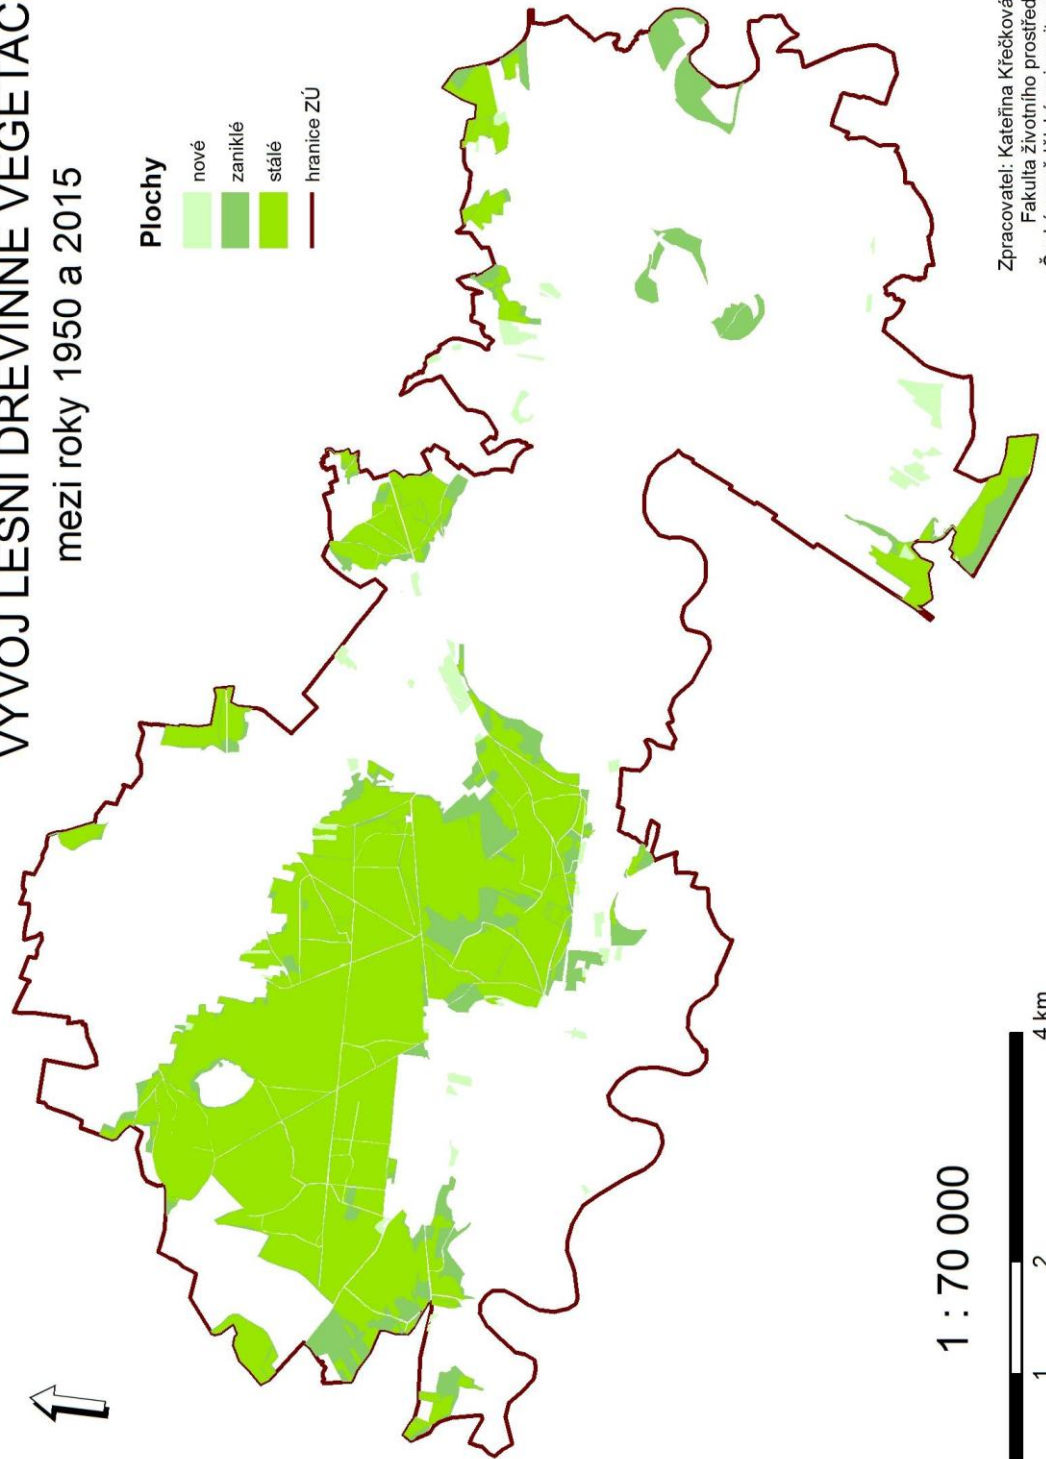 VÝVOJ LESNÍ DŘEVINNÉ VEGETAC
mezi roky 1950 a 2015
Plochy
nové
zaniklé
stálé
hranice ZÚ
1 : 70 000
1 2 4 km
Zpracovatel: Kateřina Křečková
Fakulta životního prostřed